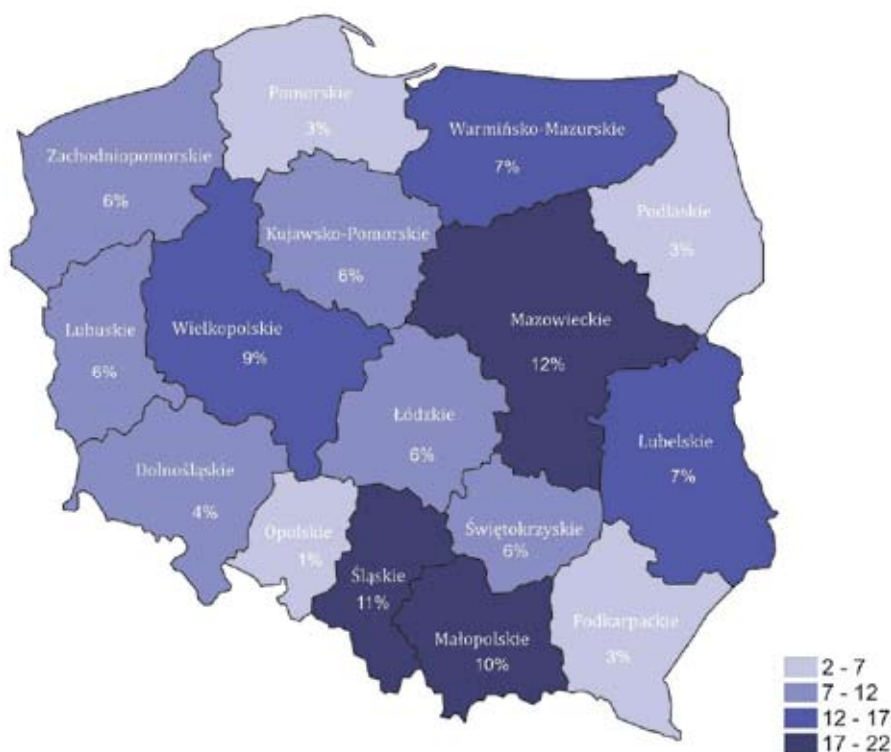 Pomorskie
3%
Warmińsko-Mazurskie
7%
Zachodniopomorskie
6%
Podlaskie
3%
Kujawsko-Pomorskie
6%
Mazowieckie
12%
Lubuskie
6%
Wielkopolskie
9%
Łódzkie
6%
Lubelskie
7%
Dolnośląskie
4%
Opolskie
1%
Śląskie
11%
Świętokrzyskie
6%
Małopolskie
10%
Podkarpackie
3%
2 - 7
7 - 12
12 - 17
17 - 22